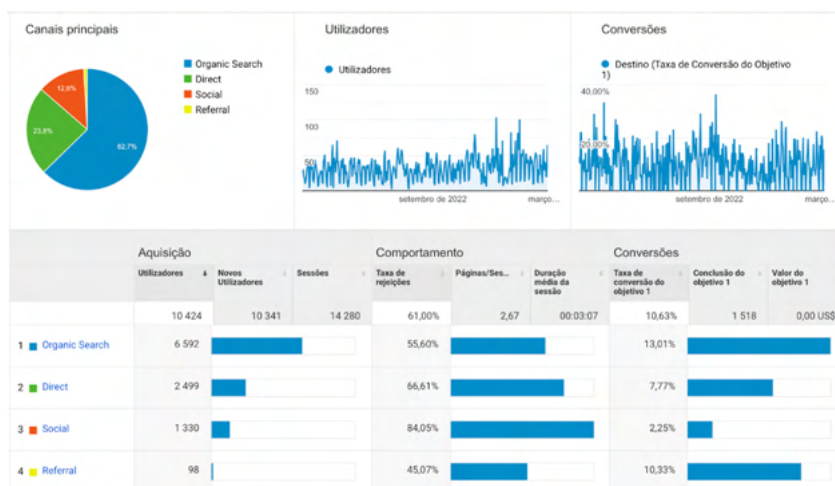 Canais principais
Organic Search
Direct
Social
Referral
12,8%
23,8%
62,7%
Utilizadores
Utilizadores
150
100
50
setembro de 2022
março...
Conversões
Destino (Taxa de Conversão do Objetivo
1)
40,00%
20,00%
setembro de 2022
março...
Aquisição
Comportamento
Conversões
Utilizadores
Novos
Utilizadores
Sessões
Taxa de
rejeições
Páginas/Ses...
Duração
média da
sessão
Taxa de
conversão do
objetivo 1
Conclusão do
objetivo 1
Valor do
objetivo 1
10 424 10 341 14 280 61,00% 2,67 00:03:07 10,63% 1 518 0,00 US$
1 Organic Search 6 592 55,60% 13,01%
2 Direct 2 499 66,61% 7,77%
3 Social 1 330 84,05% 2,25%
4 Referral 98 45,07% 10,33%